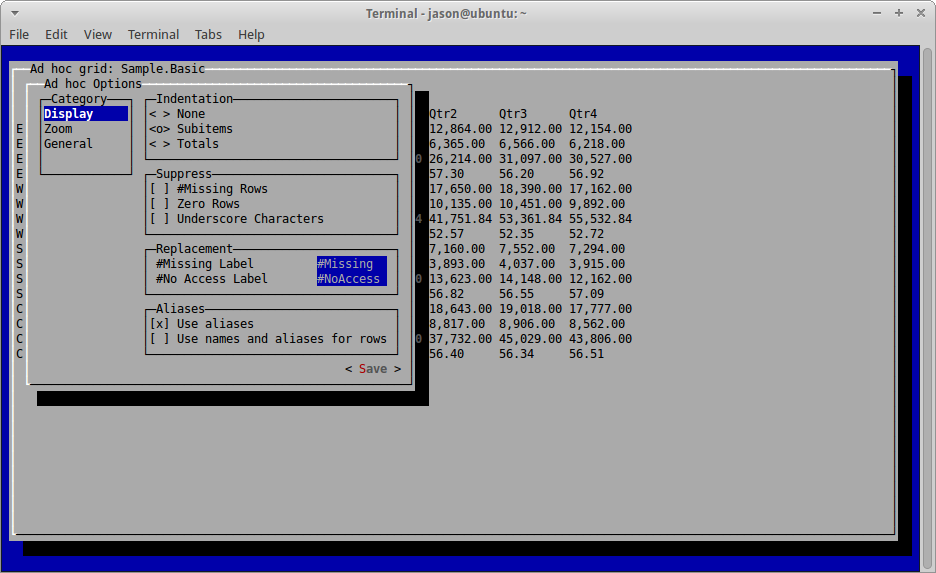 Terminal - jason@ubuntu: ~
File Edit View Terminal Tabs Help
Ad hoc grid: Sample.Basic
Ad hoc Options
Category
Display
Zoom
General
Indentation
< > None
<o> Subitems
< > Totals
Suppress
[ ] #Missing Rows
[ ] Zero Rows
[ ] Underscore Characters
Replacement
#Missing Label #Missing
#No Access Label #NoAccess
Aliases
[x] Use aliases
[ ] Use names and aliases for rows
< Save >
Qtr2 Qtr3 Qtr4
E 12,864.00 12,912.00 12,154.00
E 6,365.00 6,566.00 6,218.00
E 0 26,214.00 31,097.00 30,527.00
E 57.30 56.20 56.92
W 17,650.00 18,390.00 17,162.00
W 10,135.00 10,451.00 9,892.00
W 4 41,751.84 53,361.84 55,532.84
W 52.57 52.35 52.72
S 7,160.00 7,552.00 7,294.00
S 3,893.00 4,037.00 3,915.00
S 0 13,623.00 14,148.00 12,162.00
S 56.82 56.55 57.09
C 18,643.00 19,018.00 17,777.00
C 8,817.00 8,906.00 8,562.00
C 0 37,732.00 45,029.00 43,806.00
C 56.40 56.34 56.51